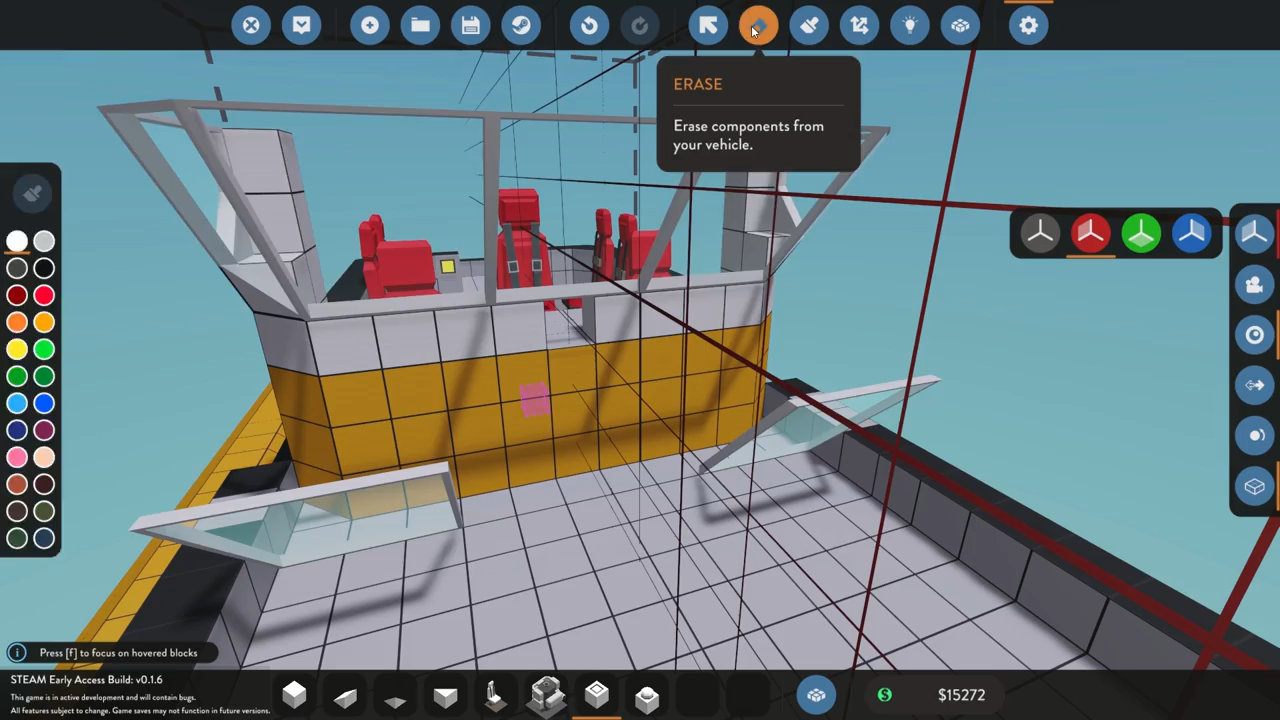 ERASE
Erase components from
your vehicle.
Press [f] to focus on hovered blocks
STEAM Early Access Build: v0.1.6
This game is in active development and will contain bugs.
All features subject to change. Game saves may not function in future versions.
$15272